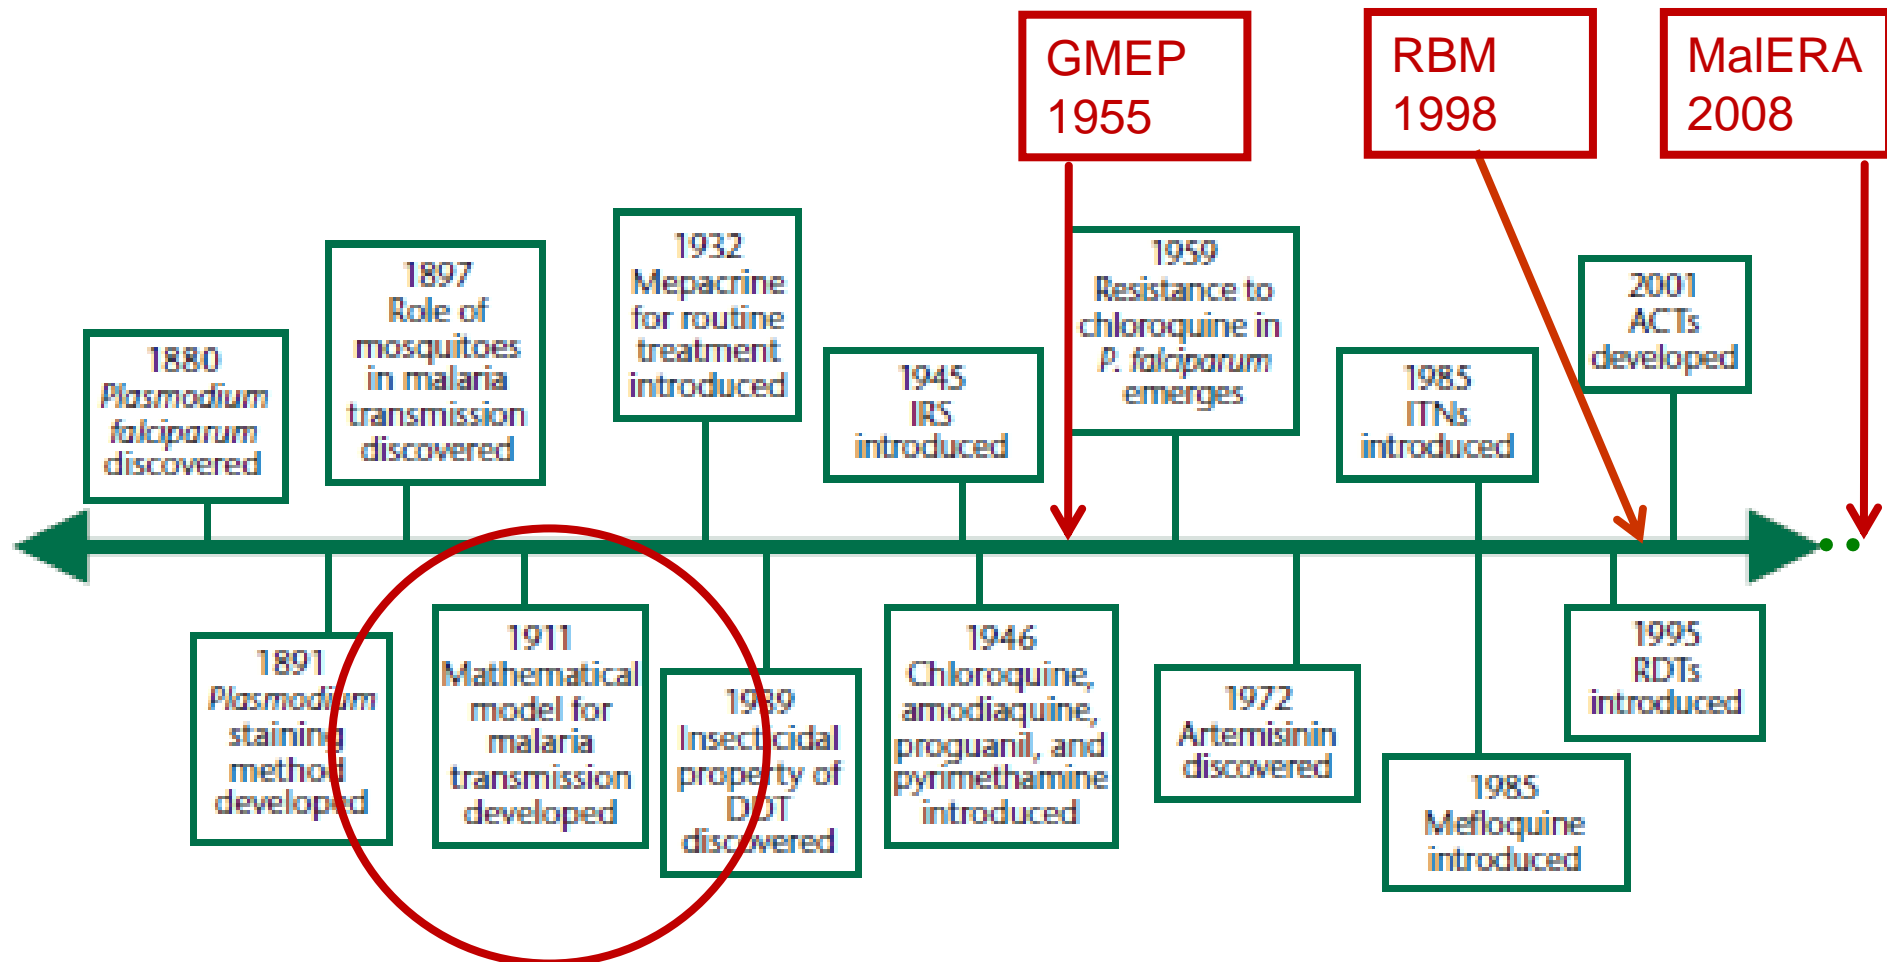 GMEP
1955
RBM
1998
MalERA
2008
1880
Plasmodium
falciparum
discovered
1897
Role of
mosquitoes
in malaria
transmission
discovered
1932
Mepacrine
for routine
treatment
introduced
1945
IRS
introduced
1959
Resistance to
chloroquine in
P. falciparum
emerges
1985
ITNs
introduced
2001
ACTs
developed
1891
Plasmodium
staining
method
developed
1911
Mathematical
model for
malaria
transmission
developed
1939
Insecticidal
property of
DDT
discovered
1946
Chloroquine,
amodiaquine,
proguanil, and
pyrimethamine
introduced
1972
Artemisinin
discovered
1985
Mefloquine
introduced
1995
RDTs
introduced